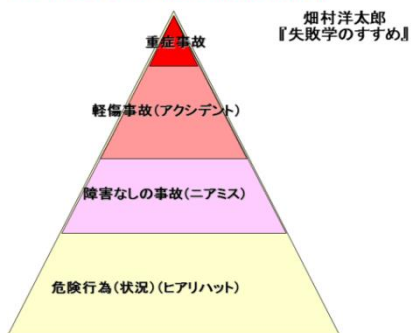 畑村洋太郎
『失敗学のすすめ』
重症事故
軽傷事故(アクシデント)
障害なしの事故(ニアミス)
危険行為(状況)(ヒアリハット)